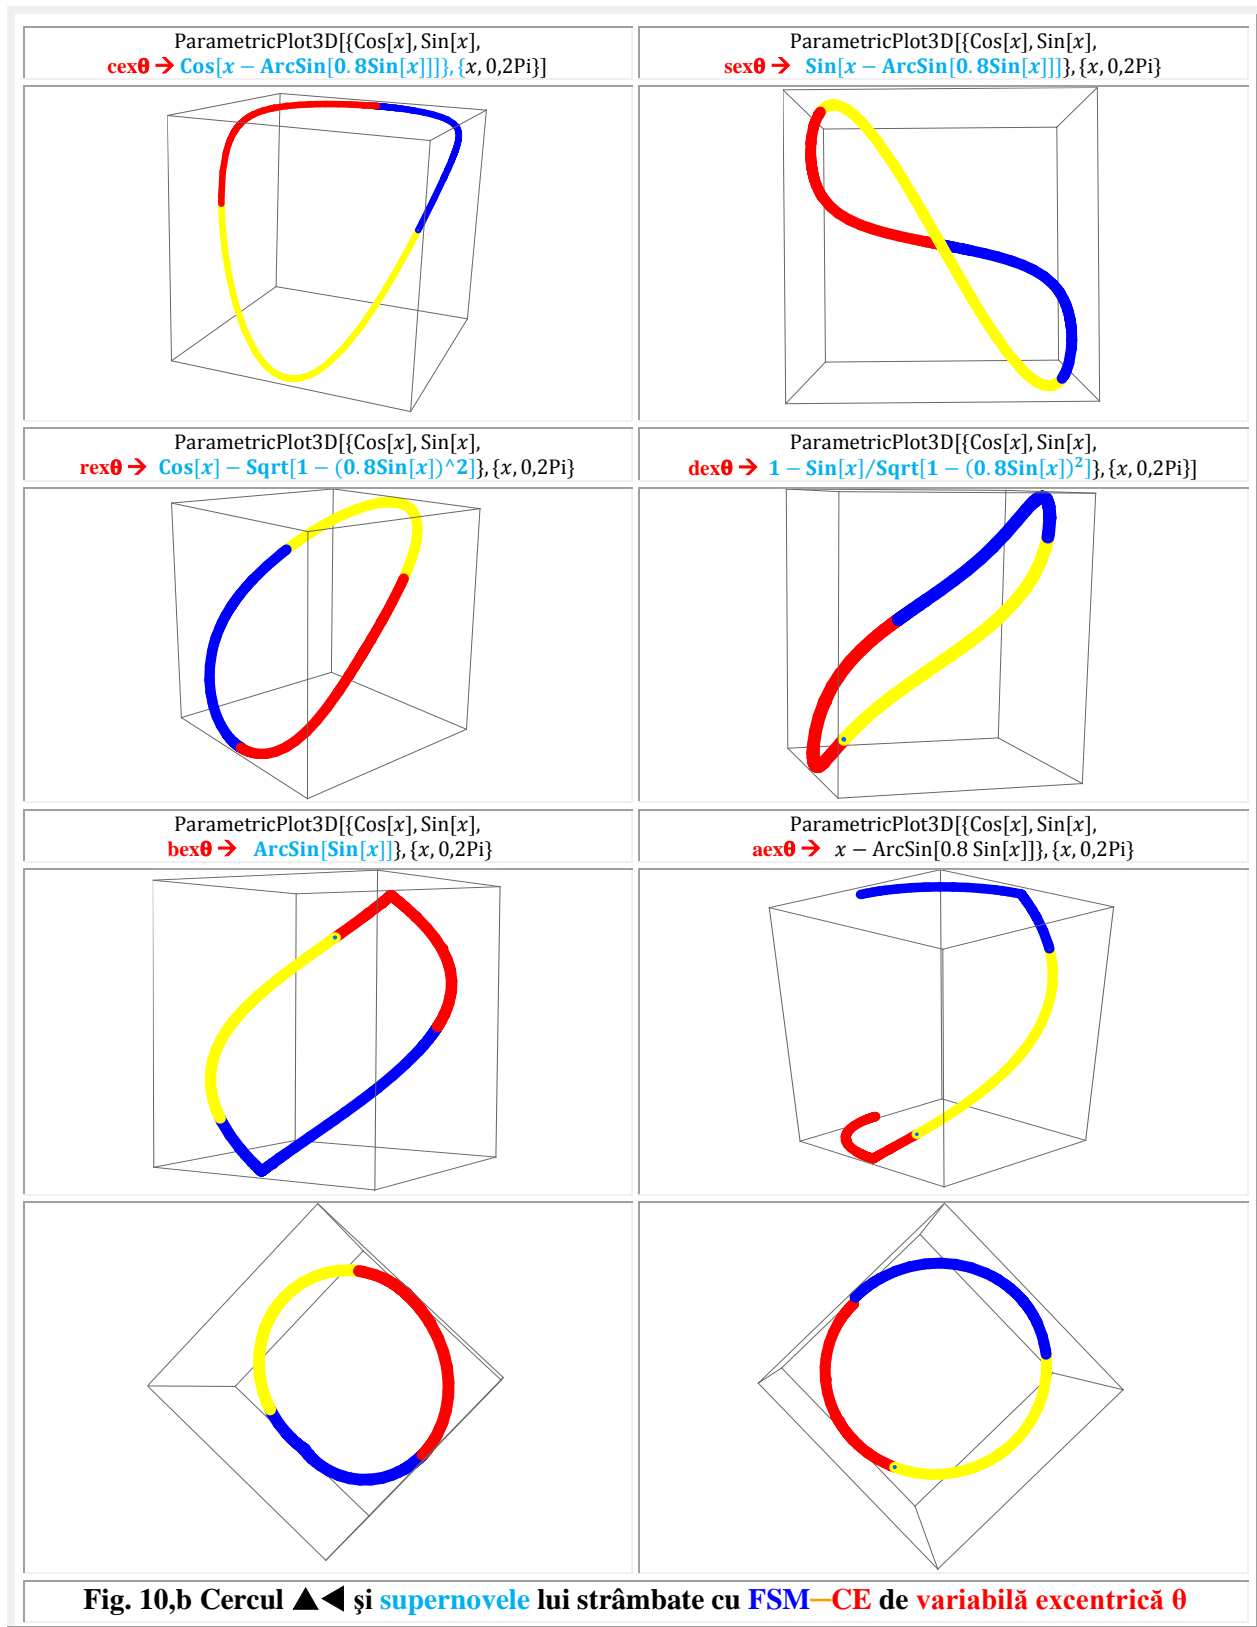 ParametricPlot3D[{Cos[x], Sin[x],
cexθ → Cos[x − ArcSin[0.8Sin[x]]]}, {x, 0,2Pi}]
ParametricPlot3D[{Cos[x], Sin[x],
sexθ → Sin[x − ArcSin[0.8Sin[x]]]}, {x, 0,2Pi}
ParametricPlot3D[{Cos[x], Sin[x],
rexθ → Cos[x] − Sqrt[1 − (0.8Sin[x])^2]}, {x, 0,2Pi}
ParametricPlot3D[{Cos[x], Sin[x],
dexθ → 1 − Sin[x]/Sqrt[1 − (0.8Sin[x])²]}, {x, 0,2Pi}]
ParametricPlot3D[{Cos[x], Sin[x],
bexθ → ArcSin[Sin[x]]}, {x, 0,2Pi}
ParametricPlot3D[{Cos[x], Sin[x],
aexθ → x − ArcSin[0.8 Sin[x]]}, {x, 0,2Pi}
Fig. 10,b Cercul ▲◀ şi supernovele lui strâmbate cu FSM—CE de variabilă excentrică θ